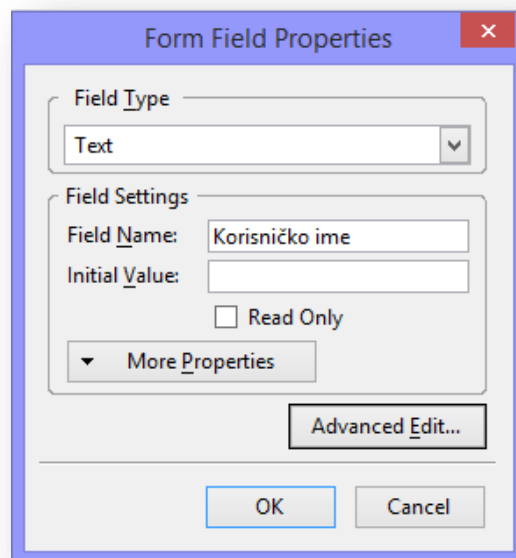 Form Field Properties
Field Type
Text
Field Settings
Field Name: Korisničko ime
Initial Value:
Read Only
More Properties
Advanced Edit...
OK Cancel